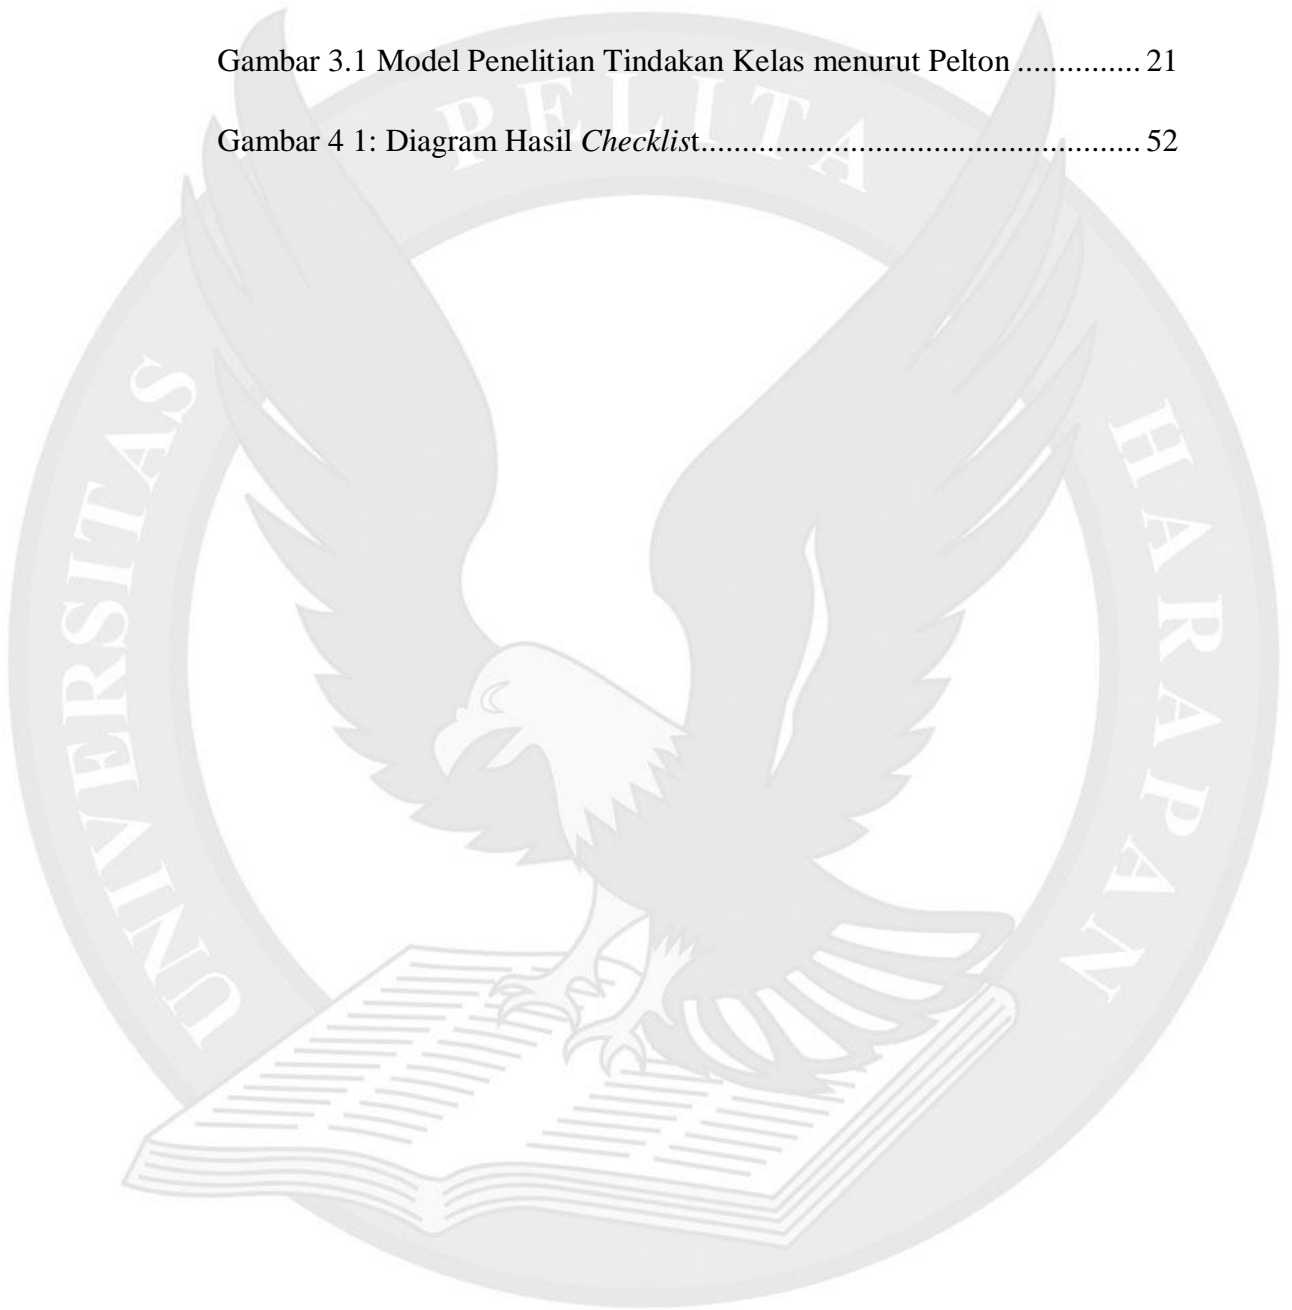 Gambar 3.1 Model Penelitian Tindakan Kelas menurut Pelton ............... 21
Gambar 4 1: Diagram Hasil Checklist.................................................... 52
UNIVERSITAS PELITA HARAPAN